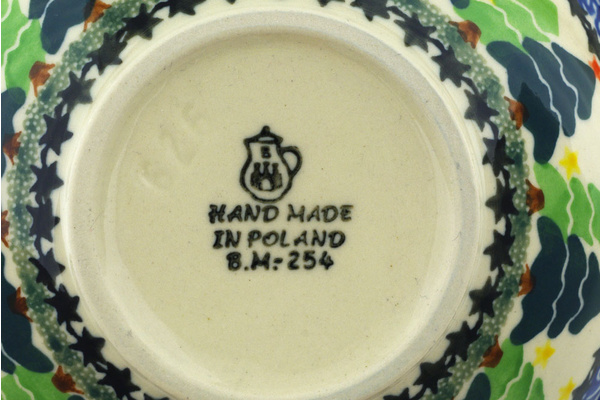 B
HAND MADE
IN POLAND
B.M.-254